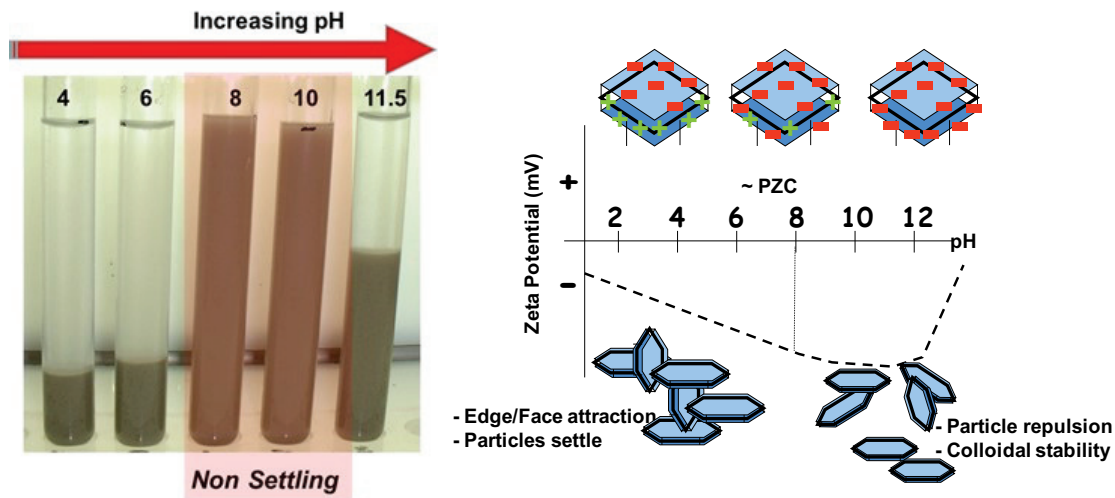 Increasing pH
4 6 8 10 11.5
Non Settling
+
-
Zeta Potential (mV)
~ PZC
2 4 6 8 10 12
pH
- Edge/Face attraction
- Particles settle
- Particle repulsion
- Colloidal stability